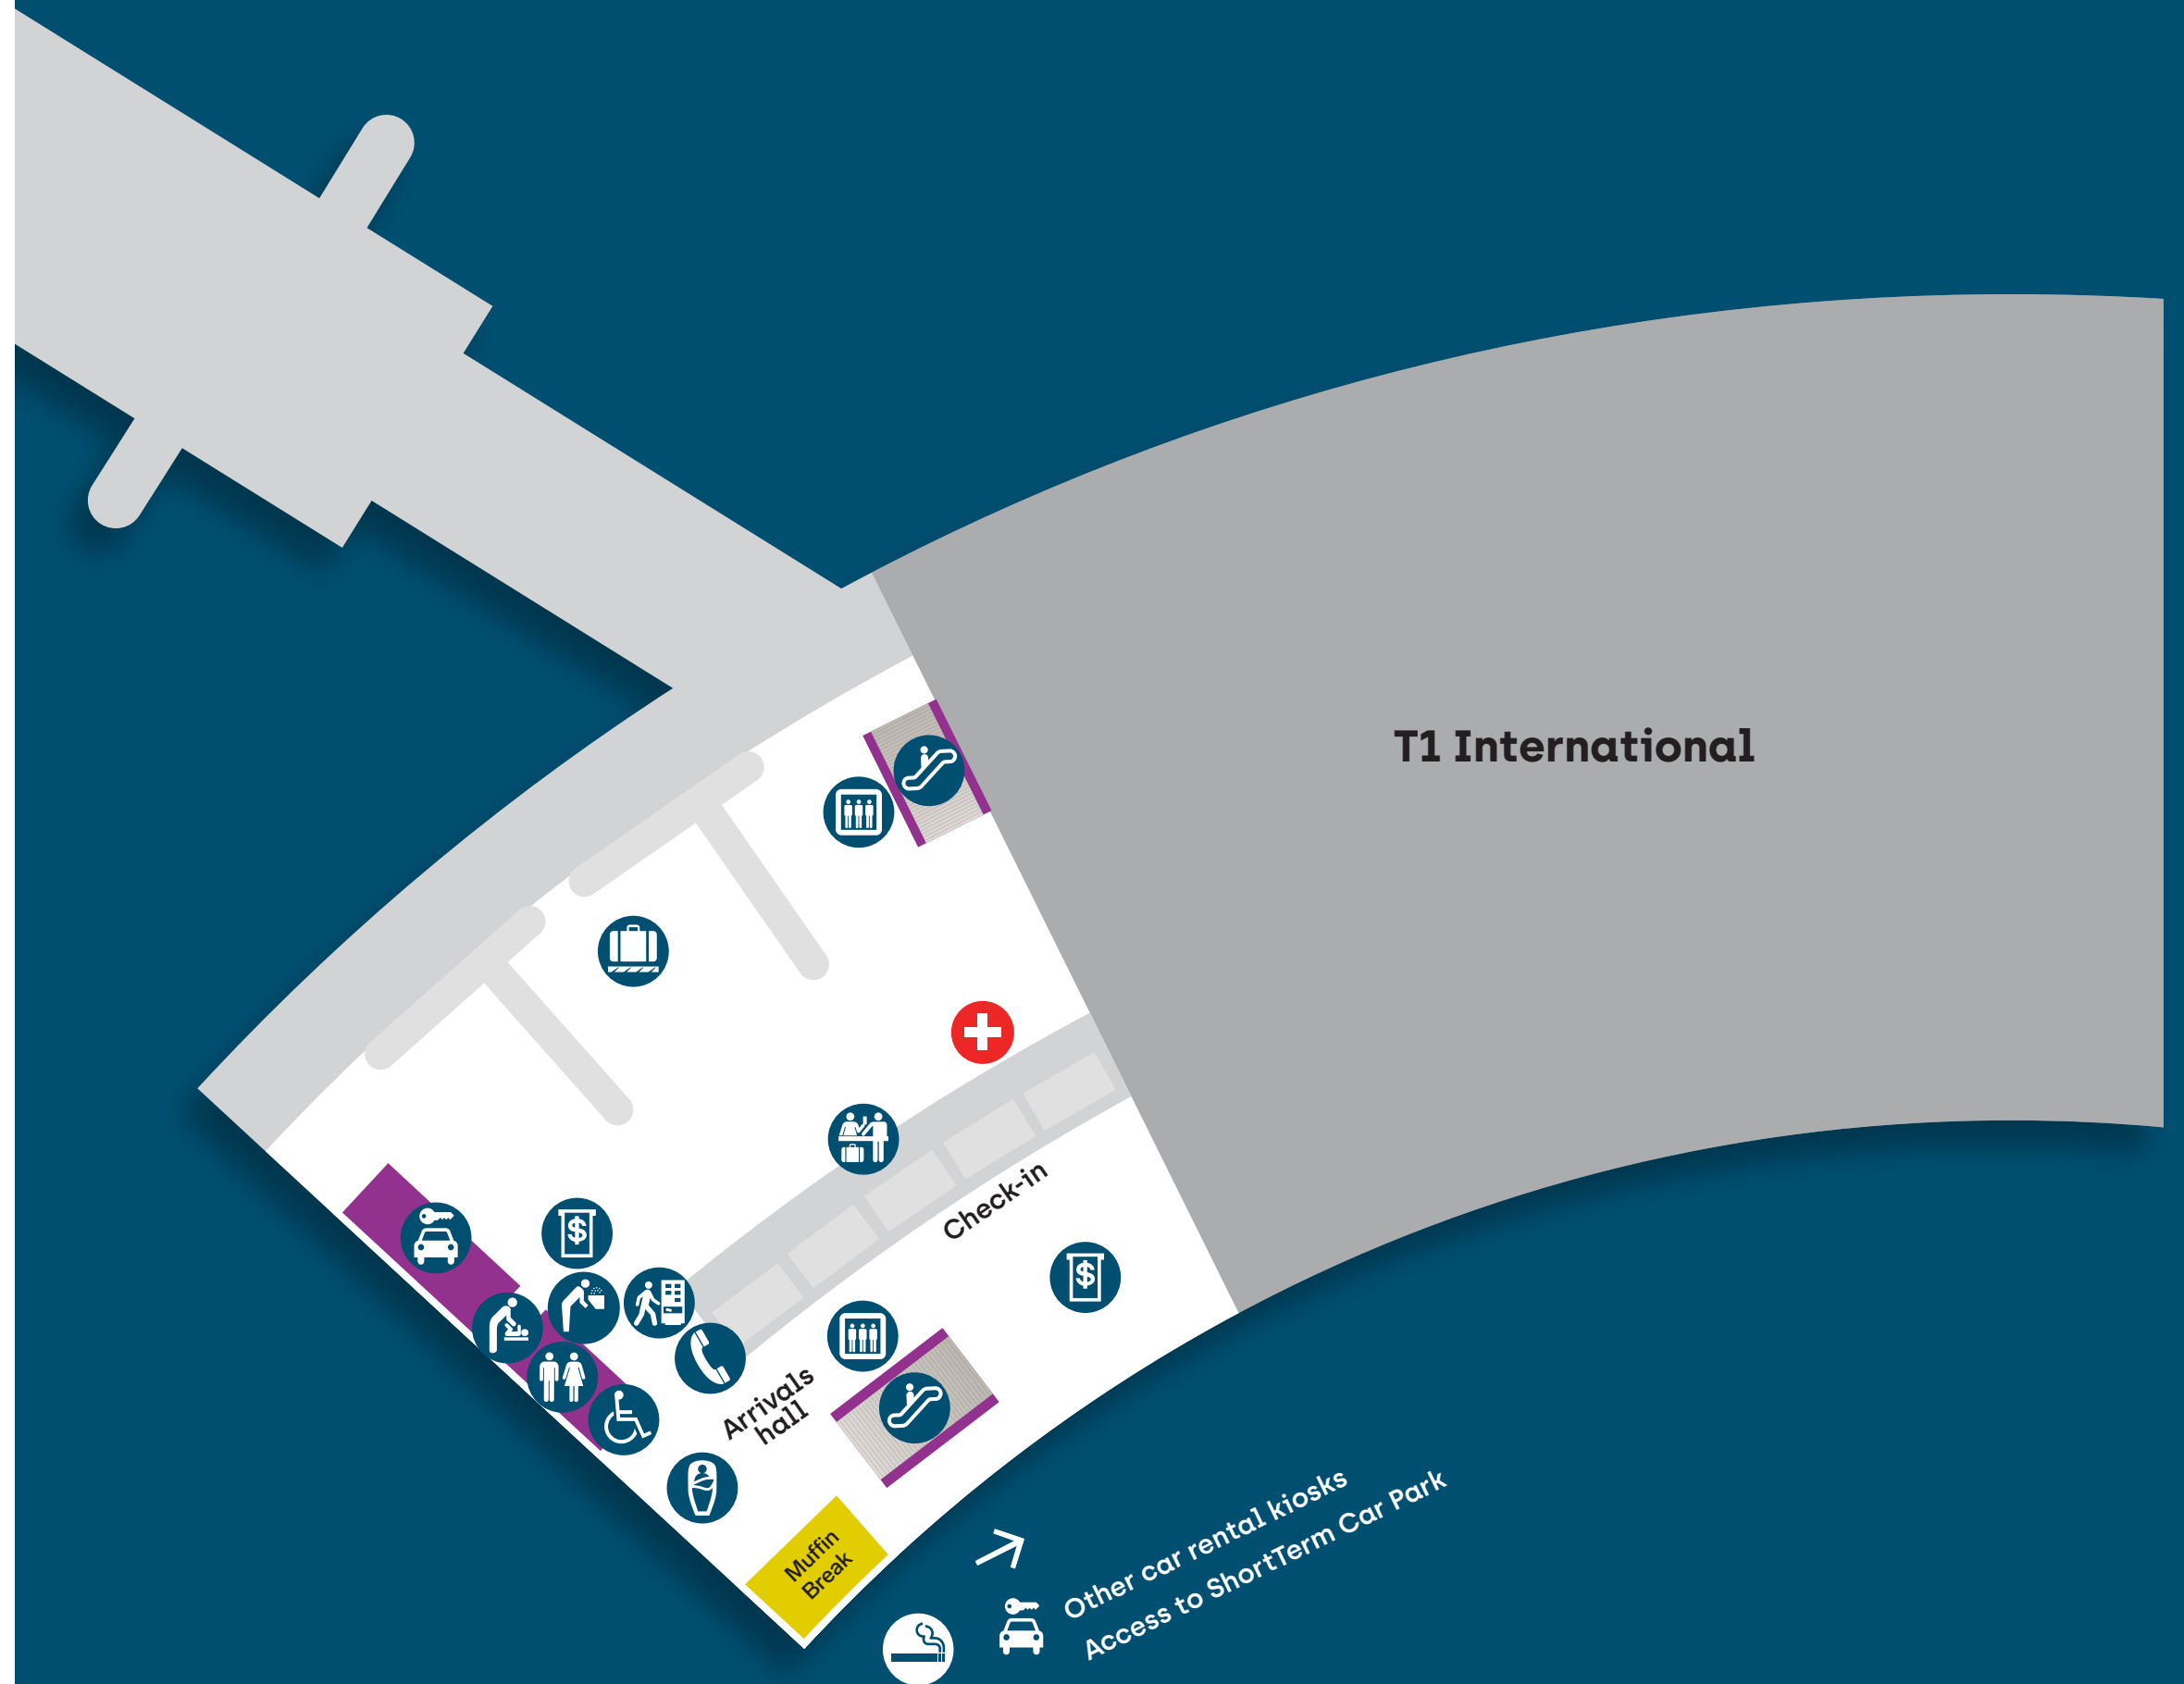 T1 International
Check-in
Arrivals
hall
$
$
Muffin
Break
Other car rental kiosks
Access to ShortTerm Car Park